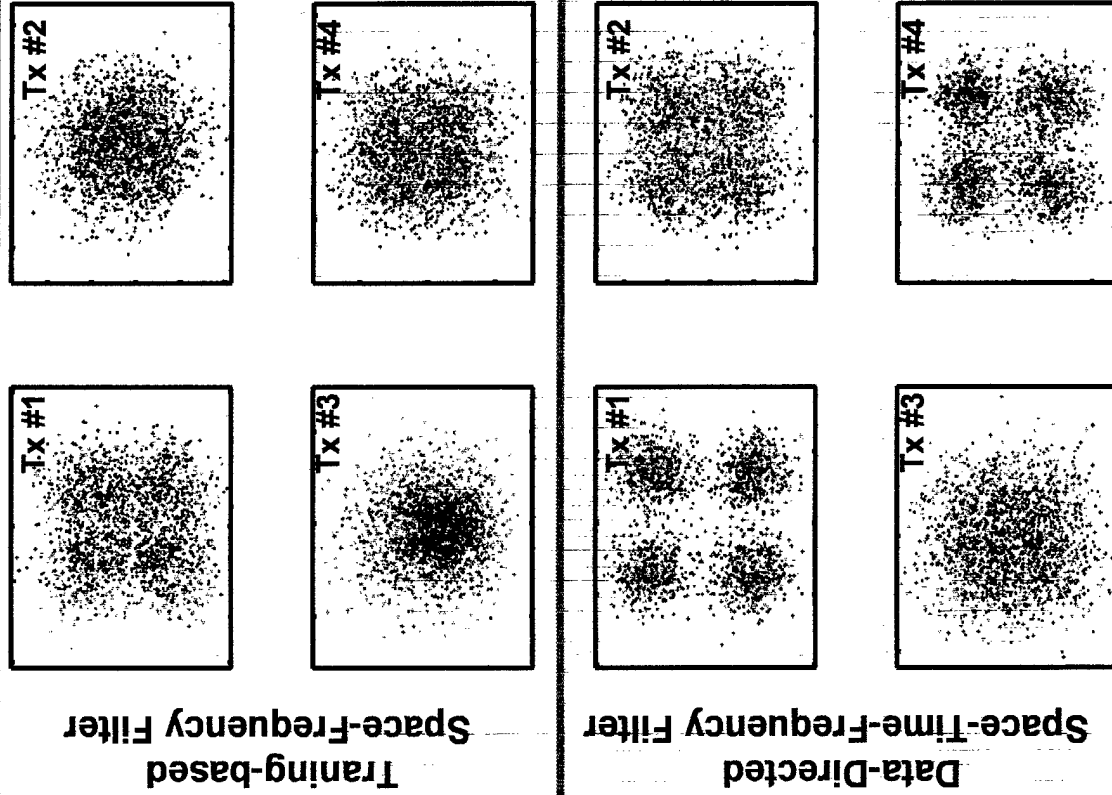 Traning-based
Space-Frequency Filter
Tx #1
Tx #2
Tx #3
Tx #4
Data-Directed
Space-Time-Frequency Filter
Tx #1
Tx #2
Tx #3
Tx #4